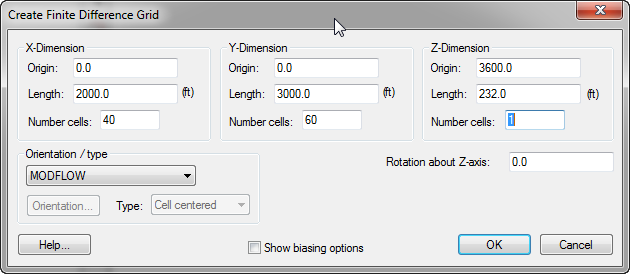 Create Finite Difference Grid
X-Dimension Y-Dimension Z-Dimension
Origin: 0.0 Origin: 0.0 Origin: 3600.0
Length: 2000.0 (ft) Length: 3000.0 (ft) Length: 232.0 (ft)
Number cells: 40 Number cells: 60 Number cells: 1
Orientation / type
MODFLOW Rotation about Z-axis: 0.0
Orientation... Type: Cell centered
Help... Show biasing options OK Cancel